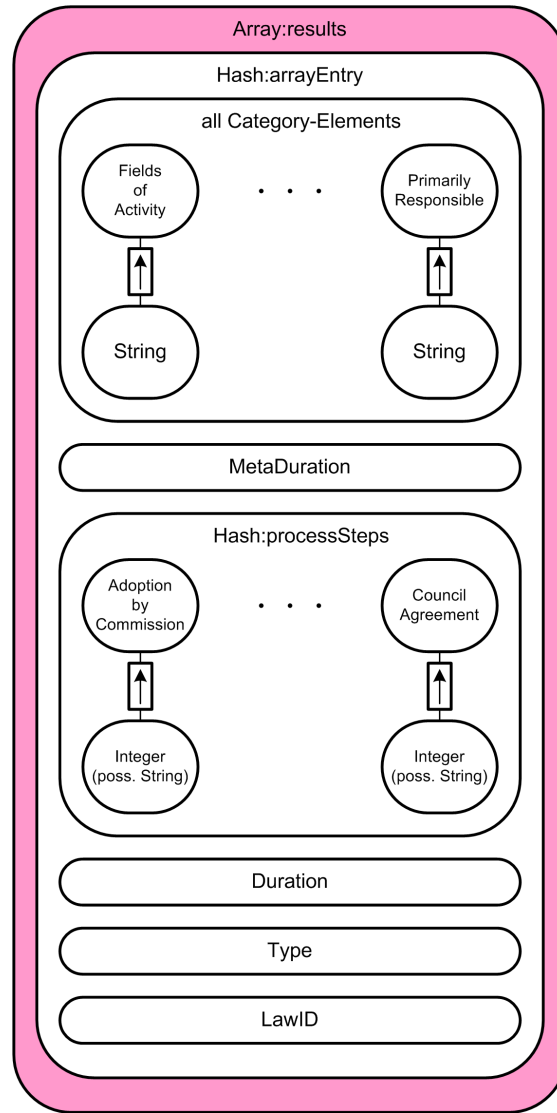 Array:results
Hash:arrayEntry
all Category-Elements
Fields
of
Activity
. . .
Primarily
Responsible
String
String
MetaDuration
Hash:processSteps
Adoption
by
Commission
. . .
Council
Agreement
Integer
(poss. String)
Integer
(poss. String)
Duration
Type
LawID